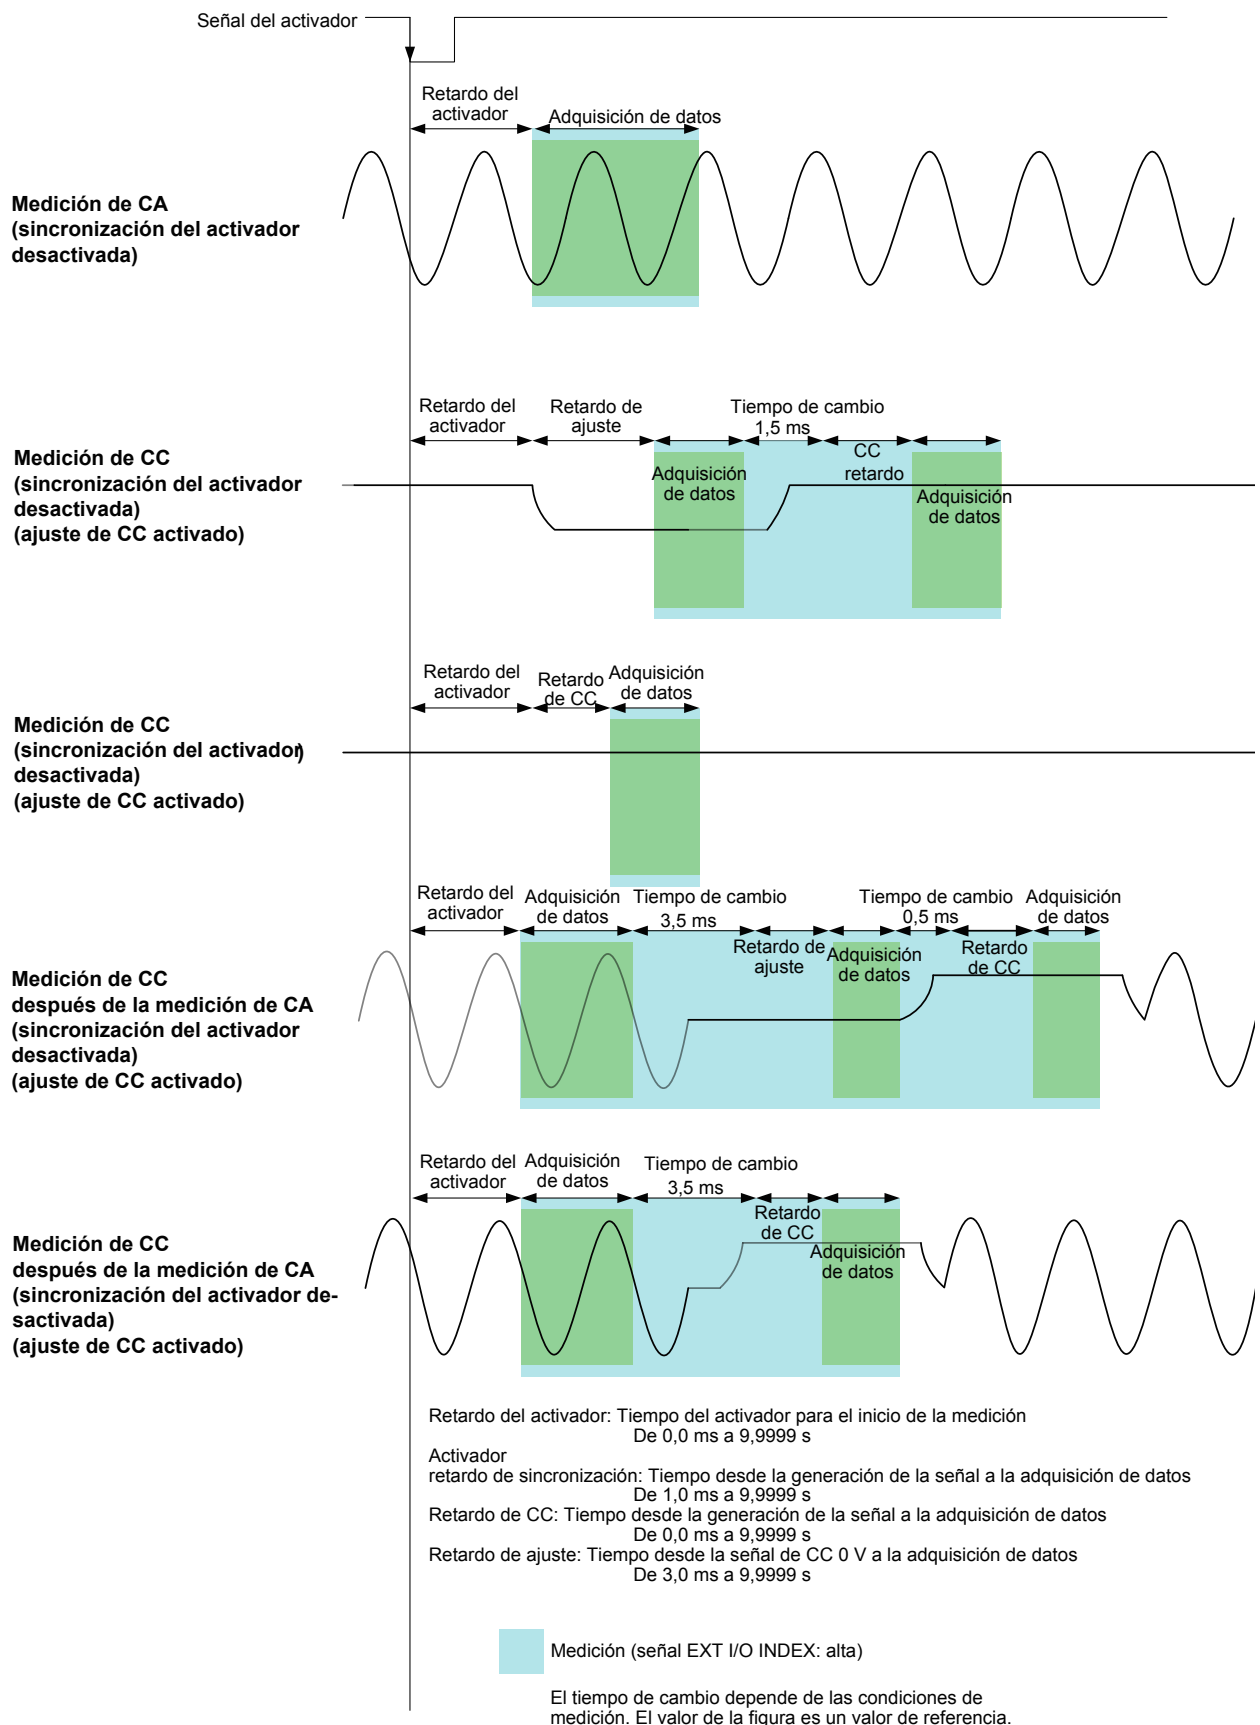 Señal del activador
Retardo del
activador
Adquisición de datos
Medición de CA
(sincronización del activador
desactivada)
Retardo del
activador
Retardo de
ajuste
Tiempo de cambio
1,5 ms
CC
retardo
Adquisición
de datos
Adquisición
de datos
Medición de CC
(sincronización del activador
desactivada)
(ajuste de CC activado)
Retardo del
activador
Retardo
de CC
Adquisición
de datos
Medición de CC
(sincronización del activador)
desactivada)
(ajuste de CC activado)
Retardo del
activador
Adquisición
de datos
Tiempo de cambio
3,5 ms
Retardo de
ajuste
Adquisición
de datos
Tiempo de cambio
0,5 ms
Retardo
de CC
Adquisición
de datos
Medición de CC
después de la medición de CA
(sincronización del activador
desactivada)
(ajuste de CC activado)
Retardo del
activador
Adquisición
de datos
Tiempo de cambio
3,5 ms
Retardo
de CC
Adquisición
de datos
Medición de CC
después de la medición de CA
(sincronización del activador de-
sactivada)
(ajuste de CC activado)
Retardo del activador: Tiempo del activador para el inicio de la medición
De 0,0 ms a 9,9999 s
Activador
retardo de sincronización: Tiempo desde la generación de la señal a la adquisición de datos
De 1,0 ms a 9,9999 s
Retardo de CC: Tiempo desde la generación de la señal a la adquisición de datos
De 0,0 ms a 9,9999 s
Retardo de ajuste: Tiempo desde la señal de CC 0 V a la adquisición de datos
De 3,0 ms a 9,9999 s
Medición (señal EXT I/O INDEX: alta)
El tiempo de cambio depende de las condiciones de
medición. El valor de la figura es un valor de referencia.